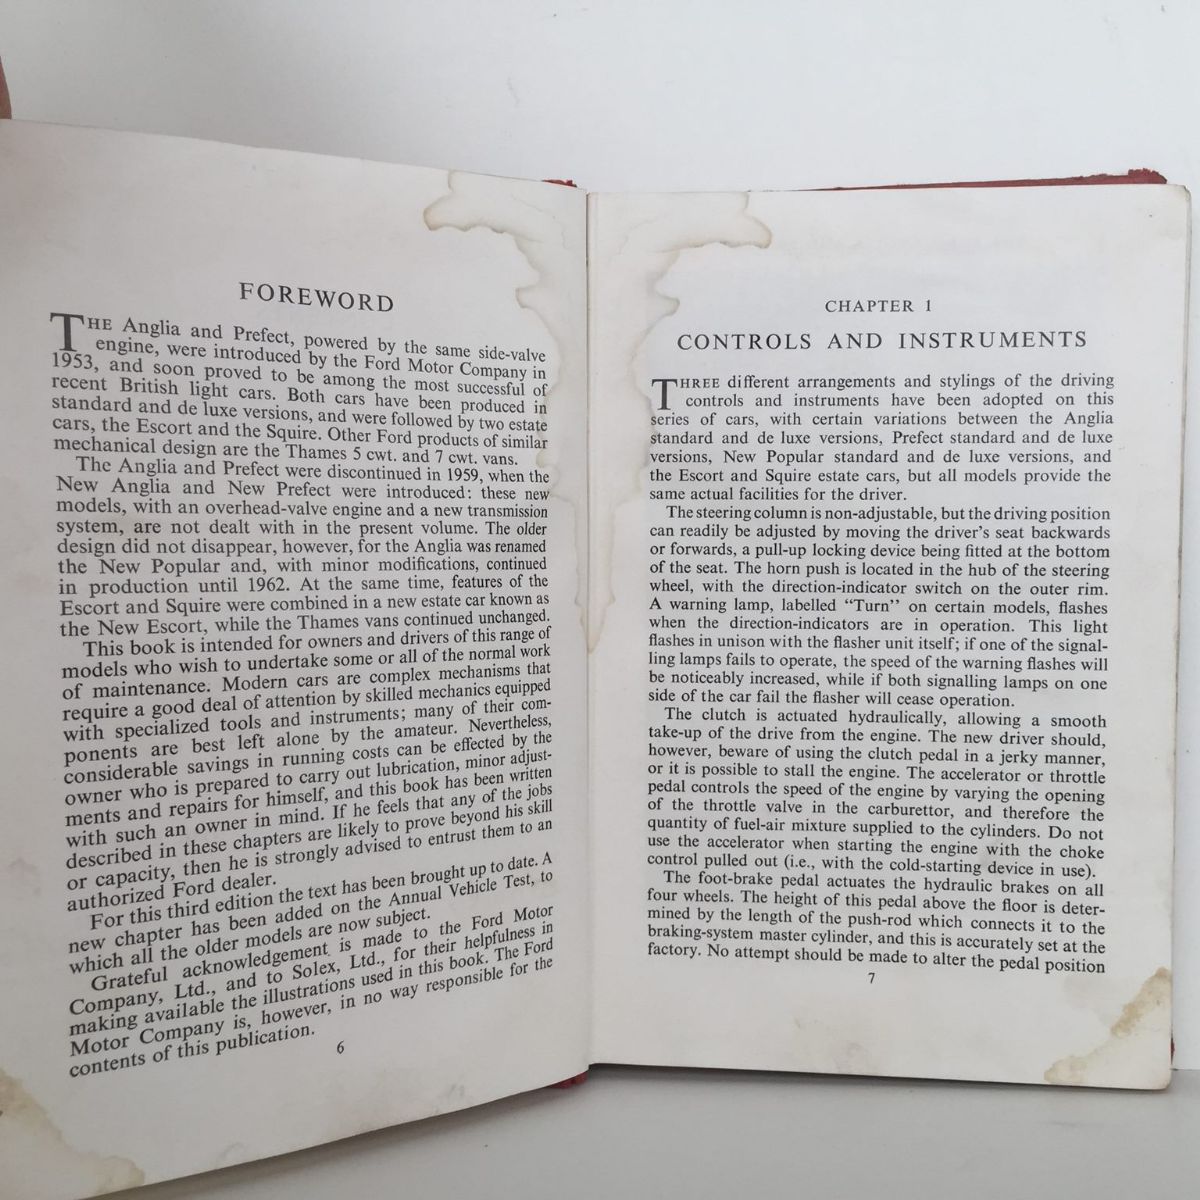 FOREWORD
THE Anglia and Prefect, powered by the same side-valve
engine, were introduced by the Ford Motor Company in
1953, and soon proved to be among the most successful of
recent British light cars. Both cars have been produced in
standard and de luxe versions, and were followed by two estate
cars, the Escort and the Squire. Other Ford products of similar
mechanical design are the Thames 5 cwt. and 7 cwt. vans.
The Anglia and Prefect were discontinued in 1959, when the
New Anglia and New Prefect were introduced: these new
models, with an overhead-valve engine and a new transmission
system, are not dealt with in the present volume. The older
design did not disappear, however, for the Anglia was renamed
the New Popular and, with minor modifications, continued
in production until 1962. At the same time, features of the
Escort and Squire were combined in a new estate car known as
the New Escort, while the Thames vans continued unchanged.
This book is intended for owners and drivers of this range of
models who wish to undertake some or all of the normal work
of maintenance. Modern cars are complex mechanisms that
require a good deal of attention by skilled mechanics equipped
with specialized tools and instruments; many of their com-
ponents are best left alone by the amateur. Nevertheless,
considerable savings in running costs can be effected by the
owner who is prepared to carry out lubrication, minor adjust-
ments and repairs for himself, and this book has been written
with such an owner in mind. If he feels that any of the jobs
described in these chapters are likely to prove beyond his skill
or capacity, then he is strongly advised to entrust them to an
authorized Ford dealer.
For this third edition the text has been brought up to date. A
new chapter has been added on the Annual Vehicle Test, to
which all the older models are now subject.
Grateful acknowledgement is made to the Ford Motor
Company, Ltd., and to Solex, Ltd., for their helpfulness in
making available the illustrations used in this book. The Ford
Motor Company is, however, in no way responsible for the
contents of this publication.
6
CHAPTER 1
CONTROLS AND INSTRUMENTS
THREE different arrangements and stylings of the driving
controls and instruments have been adopted on this
series of cars, with certain variations between the Anglia
standard and de luxe versions, Prefect standard and de luxe
versions, New Popular standard and de luxe versions, and
the Escort and Squire estate cars, but all models provide the
same actual facilities for the driver.
The steering column is non-adjustable, but the driving position
can readily be adjusted by moving the driver's seat backwards
or forwards, a pull-up locking device being fitted at the bottom
of the seat. The horn push is located in the hub of the steering
wheel, with the direction-indicator switch on the outer rim.
A warning lamp, labelled "Turn" on certain models, flashes
when the direction-indicators are in operation. This light
flashes in unison with the flasher unit itself; if one of the signal-
ling lamps fails to operate, the speed of the warning flashes will
be noticeably increased, while if both signalling lamps on one
side of the car fail the flasher will cease operation.
The clutch is actuated hydraulically, allowing a smooth
take-up of the drive from the engine. The new driver should,
however, beware of using the clutch pedal in a jerky manner,
or it is possible to stall the engine. The accelerator or throttle
pedal controls the speed of the engine by varying the opening
of the throttle valve in the carburettor, and therefore the
quantity of fuel-air mixture supplied to the cylinders. Do not
use the accelerator when starting the engine with the choke
control pulled out (i.e., with the cold-starting device in use).
The foot-brake pedal actuates the hydraulic brakes on all
four wheels. The height of this pedal above the floor is deter-
mined by the length of the push-rod which connects it to the
braking-system master cylinder, and this is accurately set at the
factory. No attempt should be made to alter the pedal position
7